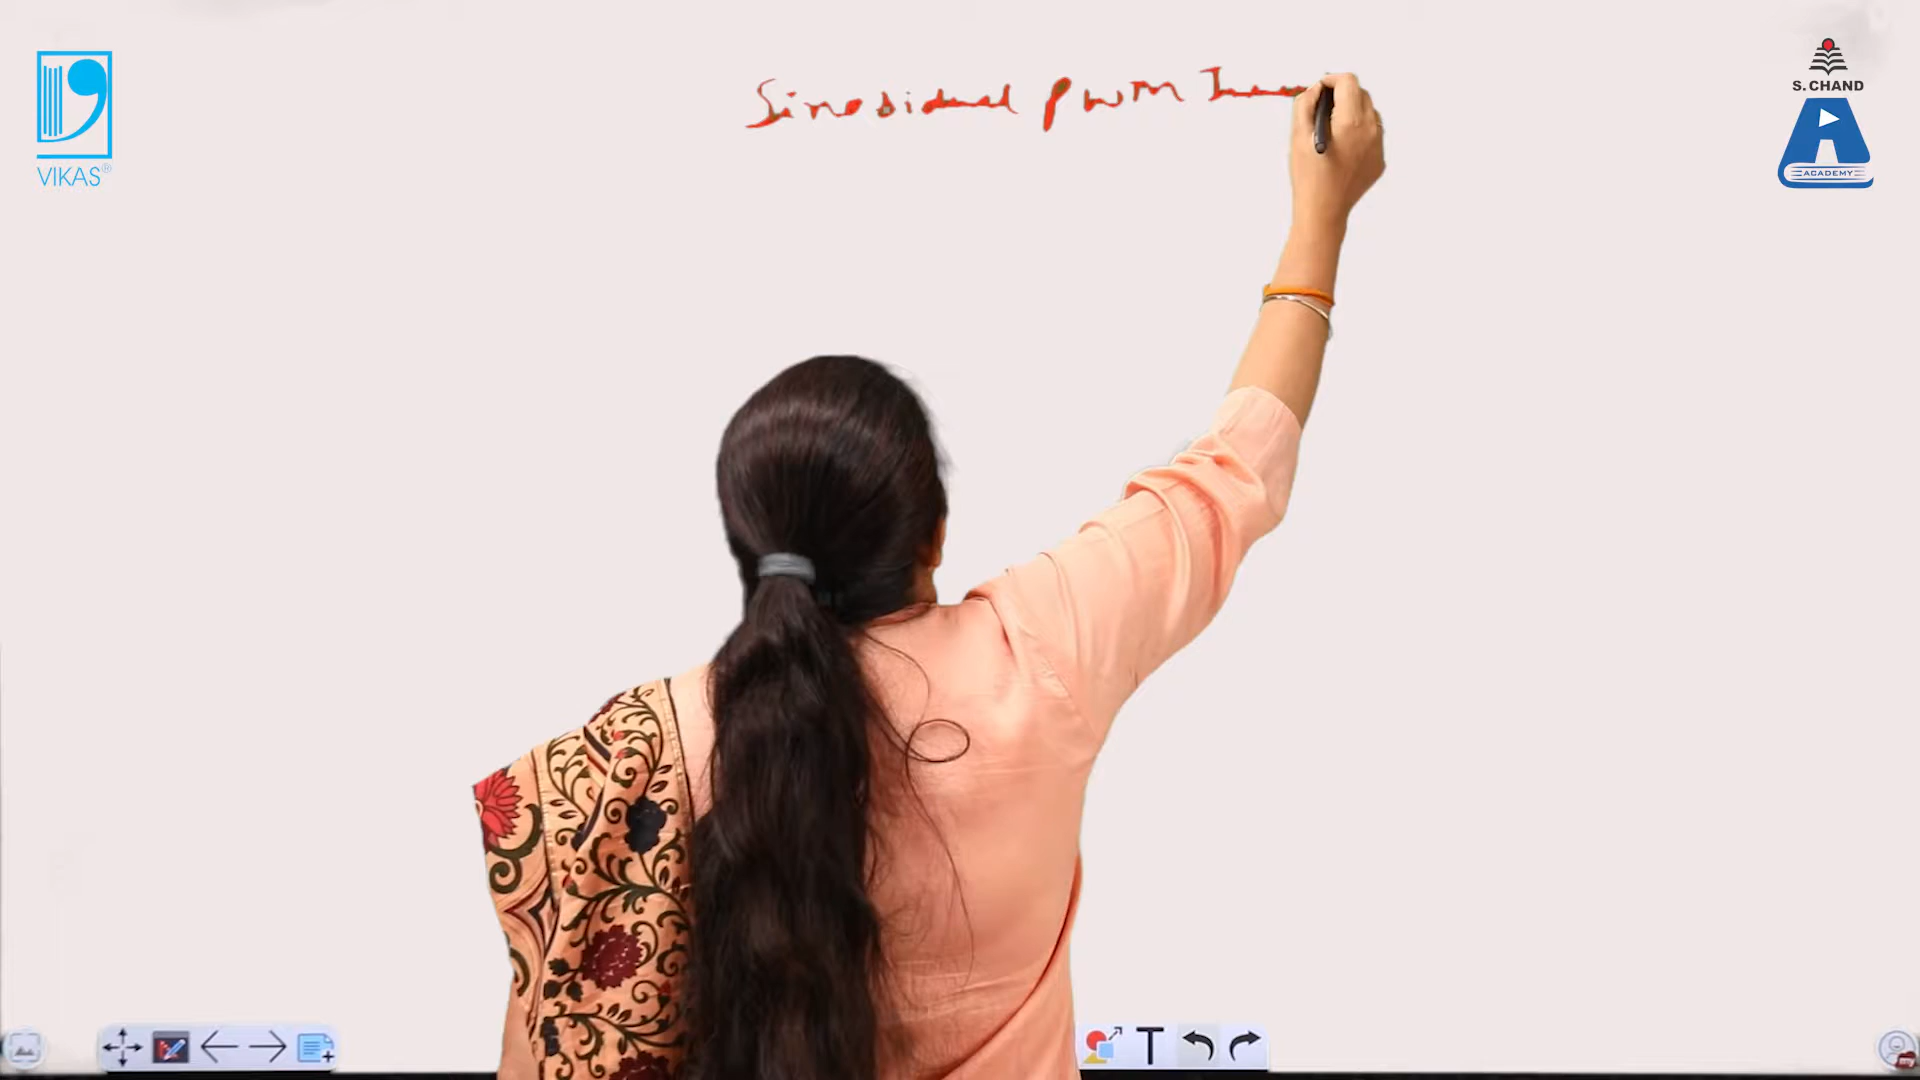 VIKAS®
S. CHAND
ACADEMY
Sinosidual PWM
T